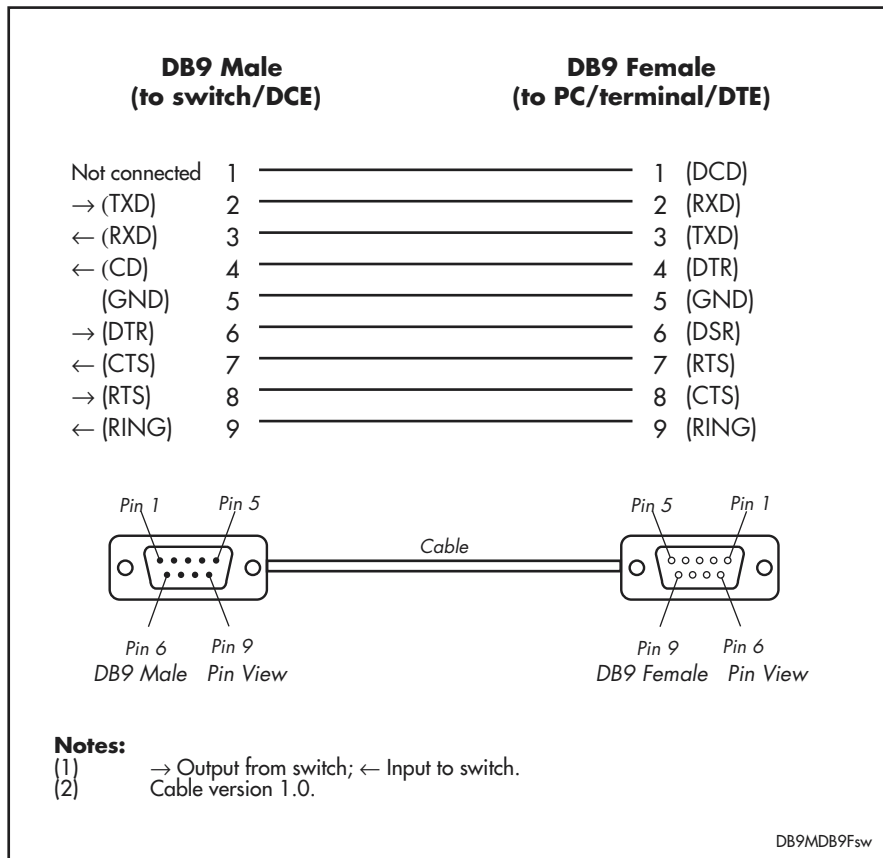 DB9 Male DB9 Female
(to switch/DCE) (to PC/terminal/DTE)
Not connected 1 1 (DCD)
→ (TXD) 2 2 (RXD)
← (RXD) 3 3 (TXD)
← (CD) 4 4 (DTR)
(GND) 5 5 (GND)
→ (DTR) 6 6 (DSR)
← (CTS) 7 7 (RTS)
→ (RTS) 8 8 (CTS)
← (RING) 9 9 (RING)
Pin 1 Pin 5 Pin 5 Pin 1
Cable
Pin 6 Pin 9 Pin 9 Pin 6
DB9 Male Pin View DB9 Female Pin View
Notes:
(1) → Output from switch; ← Input to switch.
(2) Cable version 1.0.
DB9MDB9Fsw